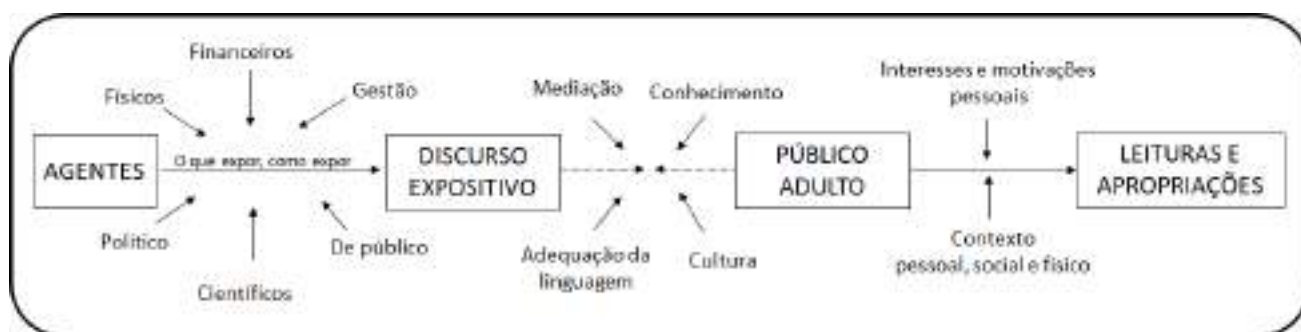 Financeiros
Físicos
Gestão
Mediação
Conhecimento
Interesses e motivações
pessoais
AGENTES
O que expor, como expor
DISCURSO
EXPOSITIVO
PÚBLICO
ADULTO
LEITURAS E
APROPRIAÇÕES
Político
De público
Científicos
Adequação da
linguagem
Cultura
Contexto
pessoal, social e físico